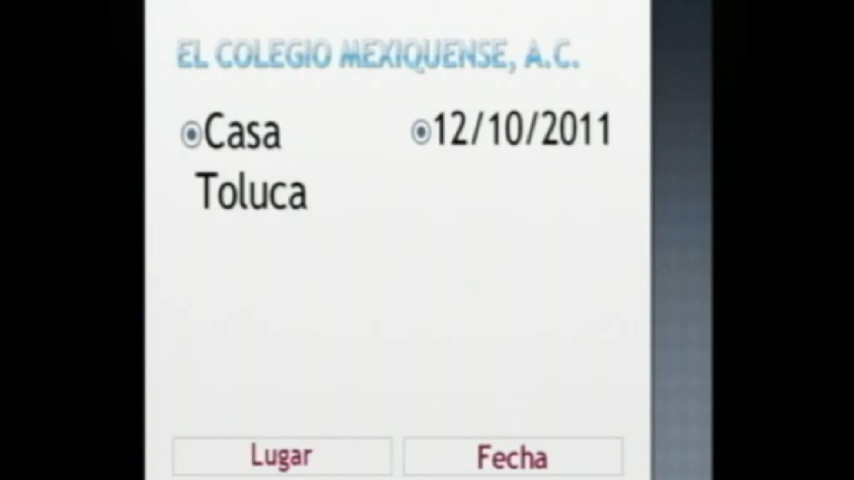 EL COLEGIO MEXIQUENSE, A.C.
Casa
Toluca
12/10/2011
Lugar
Fecha